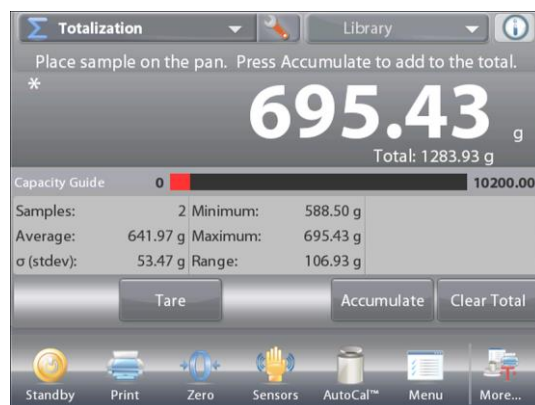 Σ Totalization Library
Place sample on the pan. Press Accumulate to add to the total.
*
695.43 g
Total: 1283.93 g
Capacity Guide 0 10200.00
Samples: 2 Minimum: 588.50 g
Average: 641.97 g Maximum: 695.43 g
σ (stdev): 53.47 g Range: 106.93 g
Tare Accumulate Clear Total
Standby Print Zero Sensors AutoCal™ Menu More...